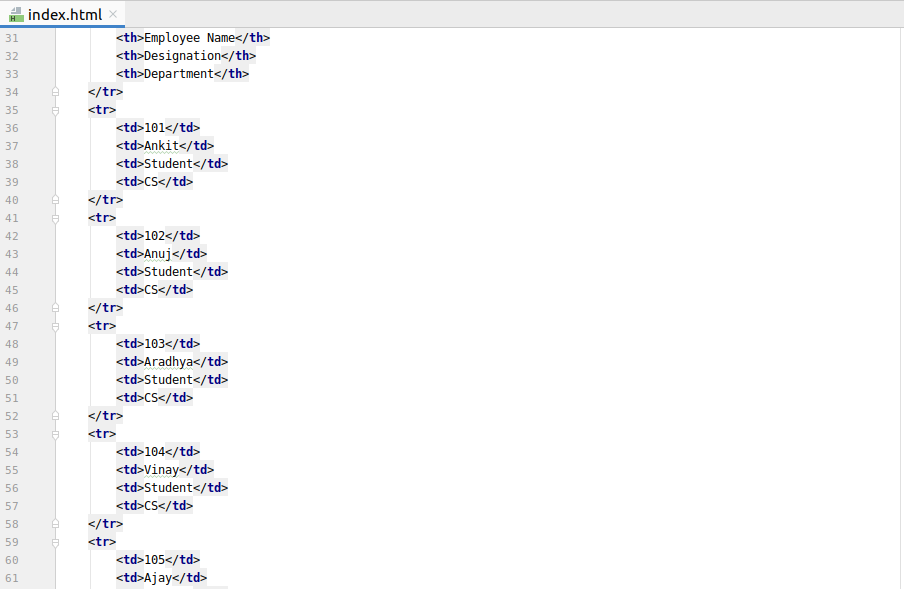 index.html
31 <th>Employee Name</th>
32 <th>Designation</th>
33 <th>Department</th>
34 </tr>
35 <tr>
36 <td>101</td>
37 <td>Ankit</td>
38 <td>Student</td>
39 <td>CS</td>
40 </tr>
41 <tr>
42 <td>102</td>
43 <td>Anuj</td>
44 <td>Student</td>
45 <td>CS</td>
46 </tr>
47 <tr>
48 <td>103</td>
49 <td>Aradhya</td>
50 <td>Student</td>
51 <td>CS</td>
52 </tr>
53 <tr>
54 <td>104</td>
55 <td>Vinay</td>
56 <td>Student</td>
57 <td>CS</td>
58 </tr>
59 <tr>
60 <td>105</td>
61 <td>Ajay</td>